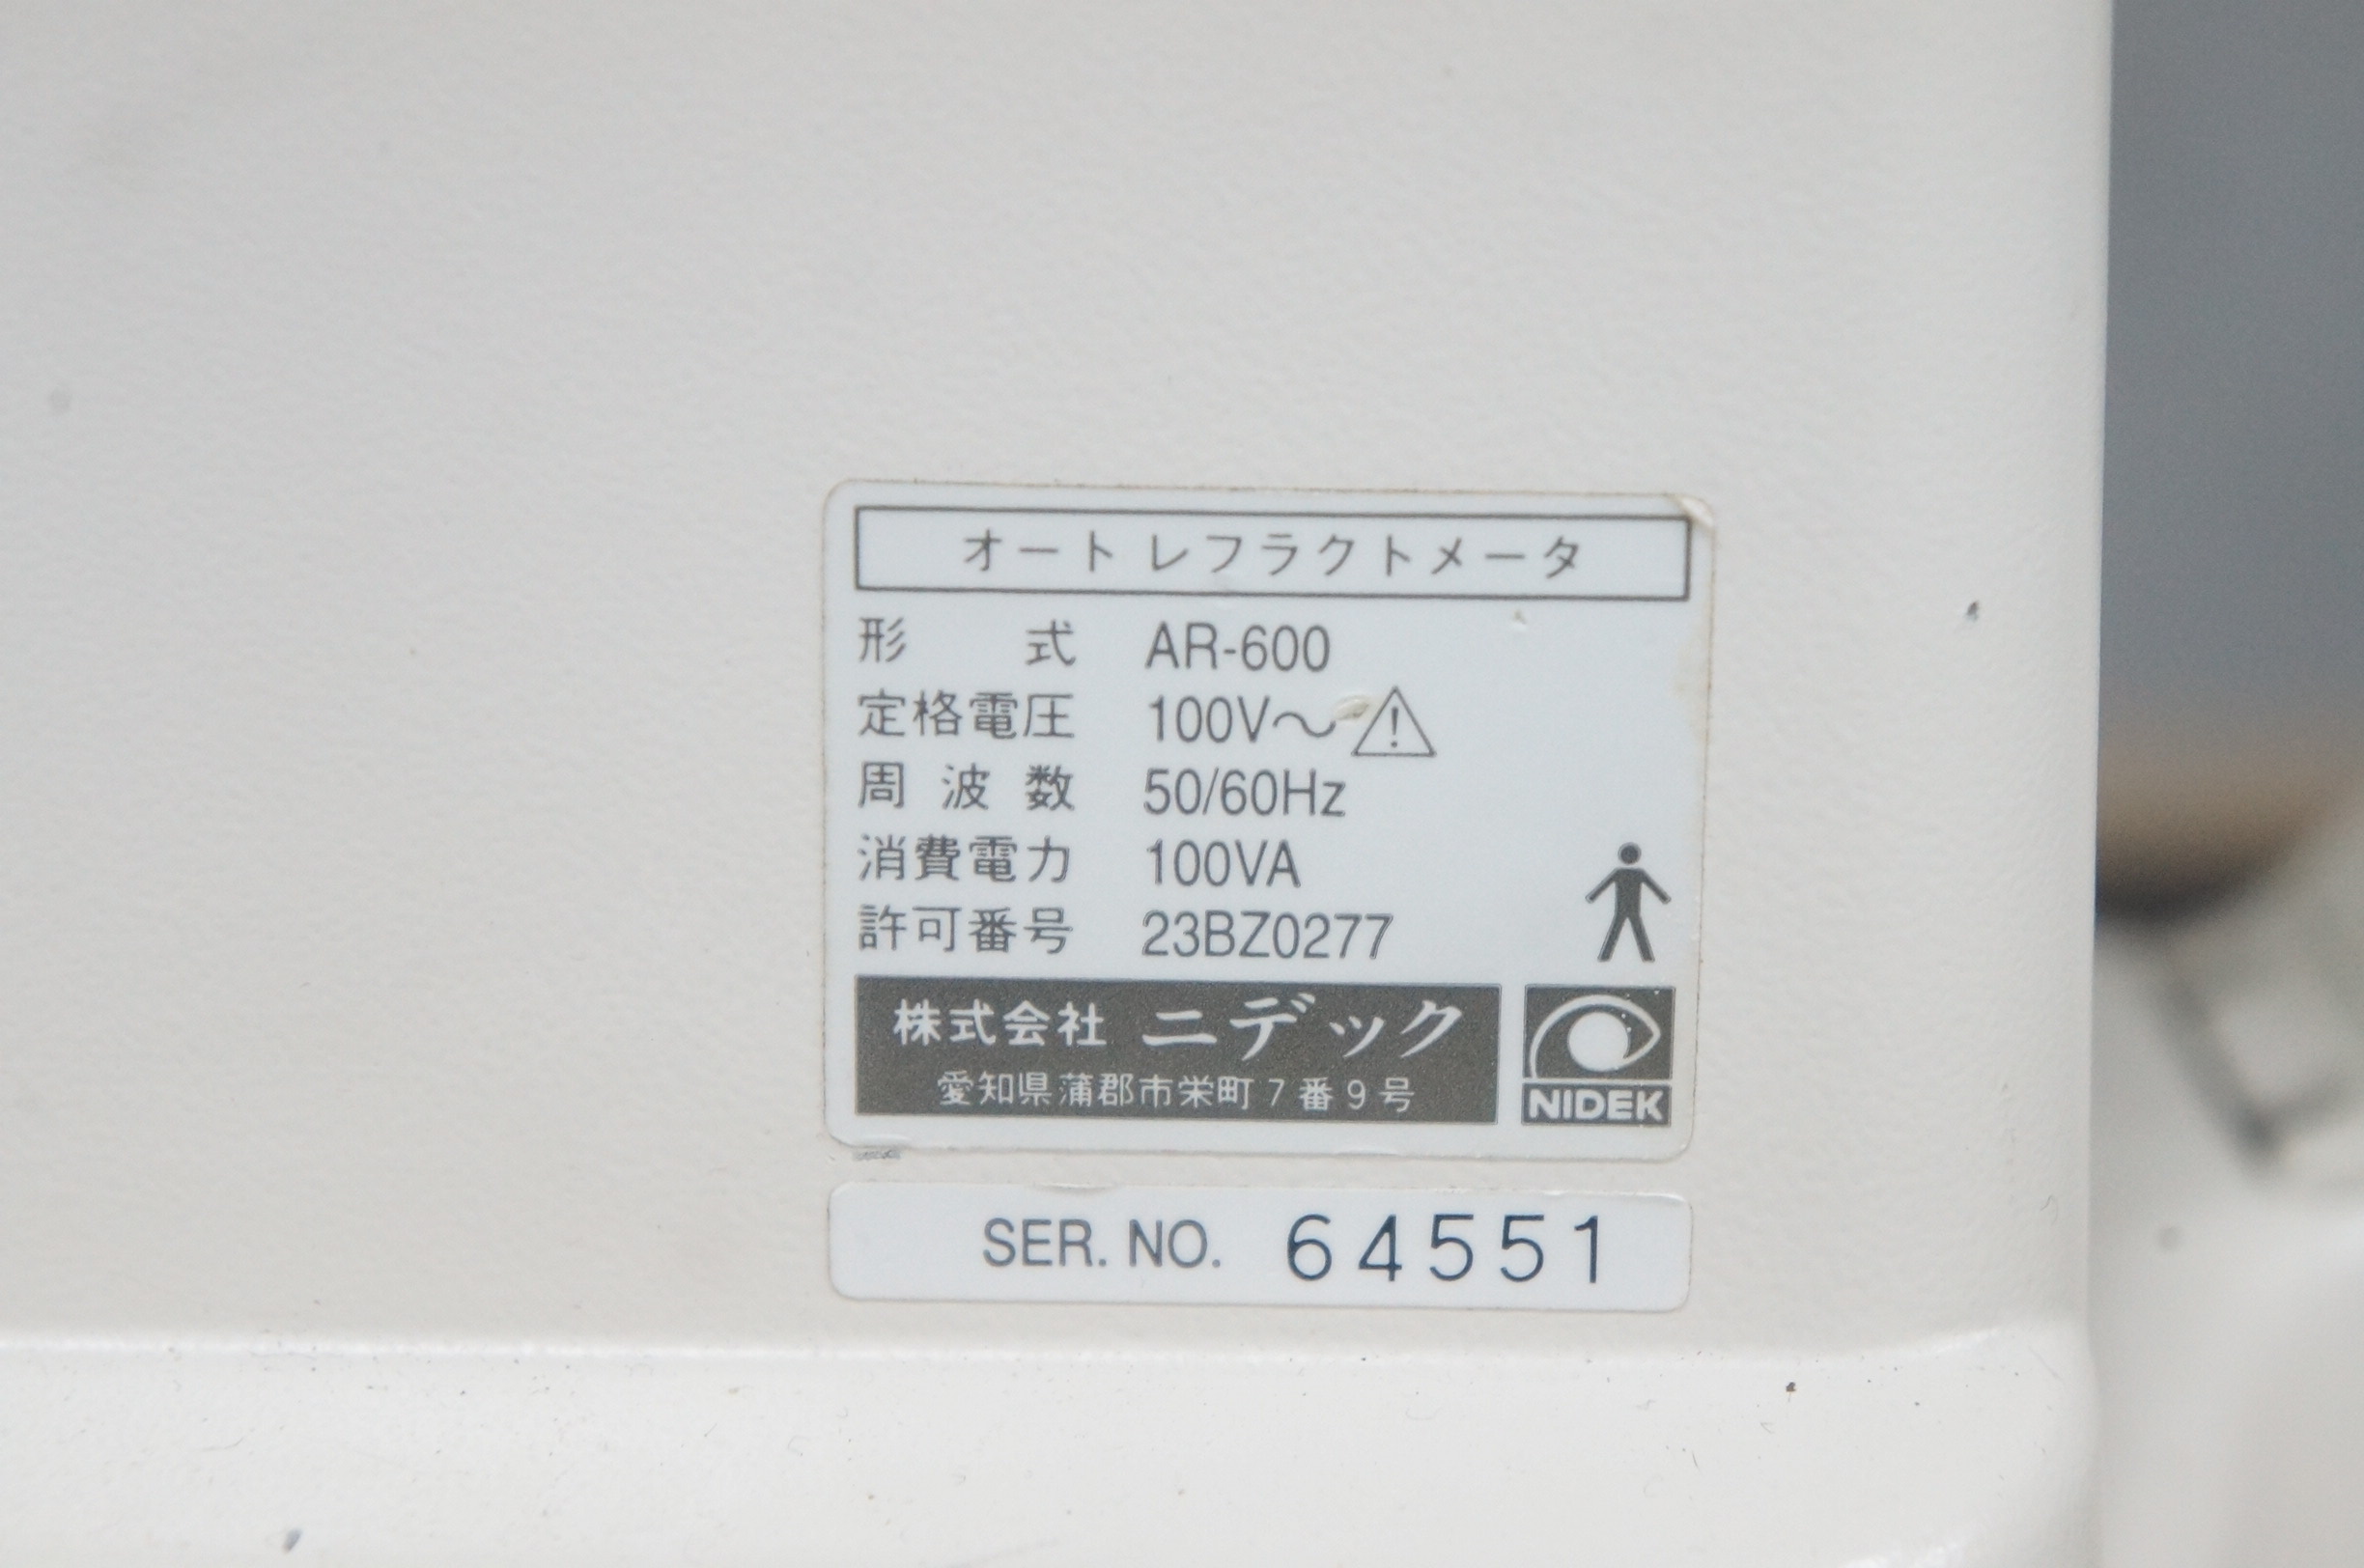 オートレフラクトメータ
形式 AR-600
定格電圧 100V～
周波数 50/60Hz
消費電力 100VA
許可番号 23BZ0277
株式会社 ニデック
愛知県蒲郡市栄町7番9号
NIDEK
SER. NO. 64551